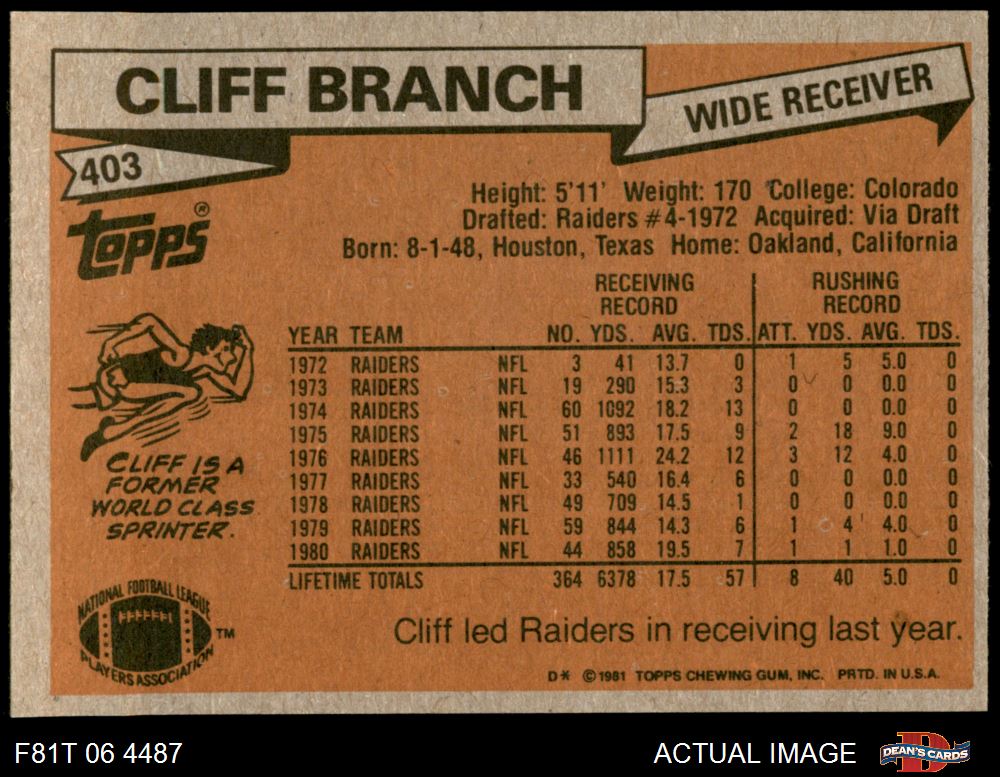 CLIFF BRANCH
WIDE RECEIVER
403
Topps®
Height: 5'11' Weight: 170 College: Colorado
Drafted: Raiders #4-1972 Acquired: Via Draft
Born: 8-1-48, Houston, Texas Home: Oakland, California
RECEIVING RECORD RUSHING RECORD
YEAR TEAM NO. YDS. AVG. TDS. ATT. YDS. AVG. TDS.
1972 RAIDERS NFL 3 41 13.7 0 1 5 5.0 0
1973 RAIDERS NFL 19 290 15.3 3 0 0 0.0 0
1974 RAIDERS NFL 60 1092 18.2 13 0 0 0.0 0
1975 RAIDERS NFL 51 893 17.5 9 2 18 9.0 0
1976 RAIDERS NFL 46 1111 24.2 12 3 12 4.0 0
1977 RAIDERS NFL 33 540 16.4 6 0 0 0.0 0
1978 RAIDERS NFL 49 709 14.5 1 0 0 0.0 0
1979 RAIDERS NFL 59 844 14.3 6 1 4 4.0 0
1980 RAIDERS NFL 44 858 19.5 7 1 1 1.0 0
LIFETIME TOTALS 364 6378 17.5 57 8 40 5.0 0
CLIFF IS A
FORMER
WORLD CLASS
SPRINTER.
NATIONAL FOOTBALL LEAGUE
PLAYERS ASSOCIATION
TM
Cliff led Raiders in receiving last year.
D* ©1981 TOPPS CHEWING GUM, INC. PRTD. IN U.S.A.
F81T 06 4487
ACTUAL IMAGE
D
DEAN'S CARDS